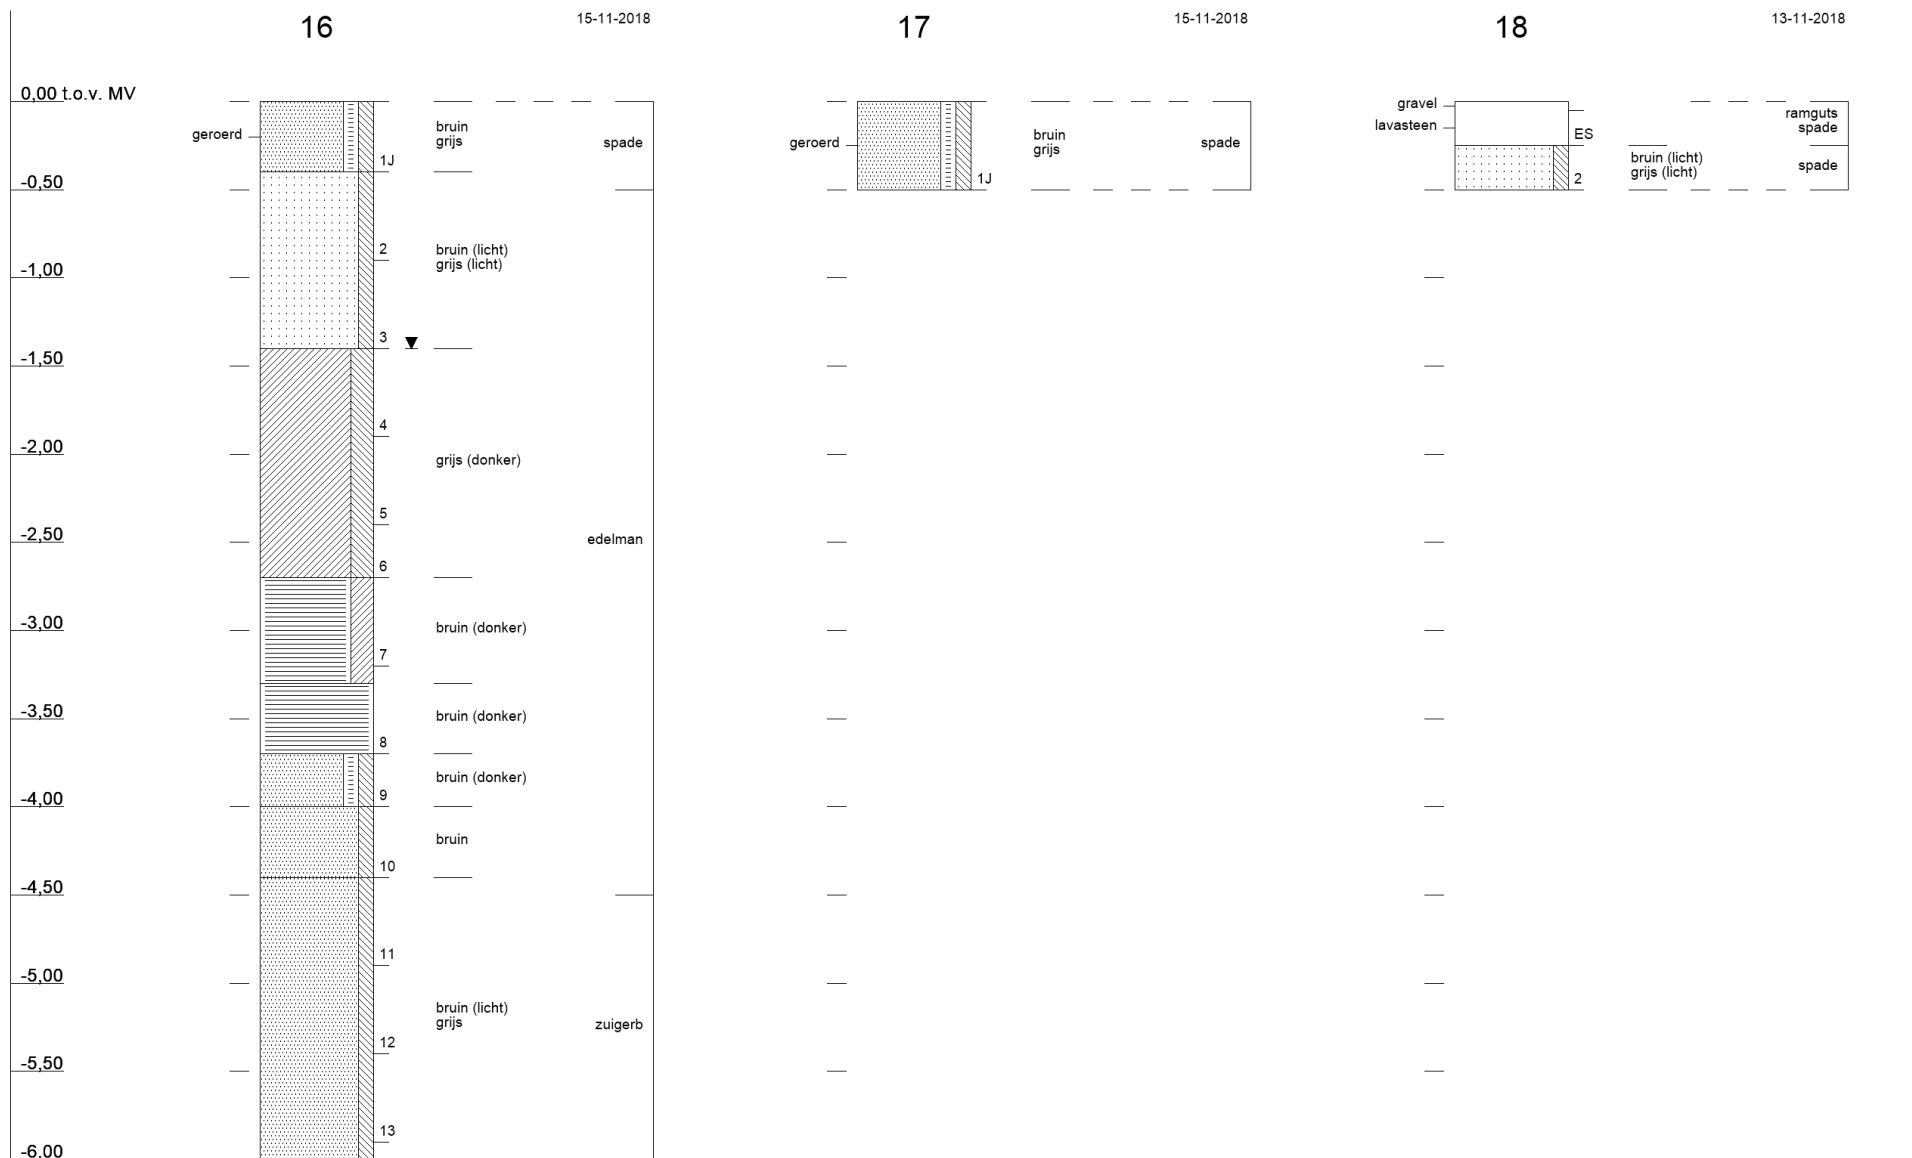 16
15-11-2018
17
15-11-2018
18
13-11-2018
0,00 t.o.v. MV
-0,50
-1,00
-1,50
-2,00
-2,50
-3,00
-3,50
-4,00
-4,50
-5,00
-5,50
-6,00
geroerd
1J
2
3
4
5
6
7
8
9
10
11
12
13
bruin
grijs
bruin (licht)
grijs (licht)
grijs (donker)
bruin (donker)
bruin (donker)
bruin (donker)
bruin
bruin (licht)
grijs
spade
edelman
zuigerb
geroerd
1J
bruin
grijs
spade
gravel
lavasteen
ES
2
bruin (licht)
grijs (licht)
ramguts
spade
spade